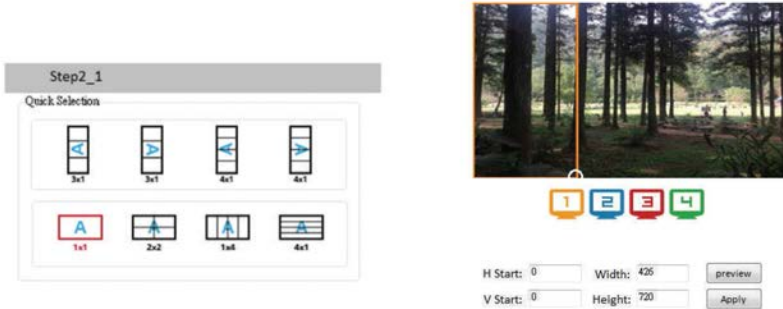 Step2_1
Quick Selection
A A A A
3x1 3x1 4x1 4x1
A A A A
1x1 2x2 1x4 4x1
1 2 3 4
H Start: 0 Width: 426 preview
V Start: 0 Height: 720 Apply